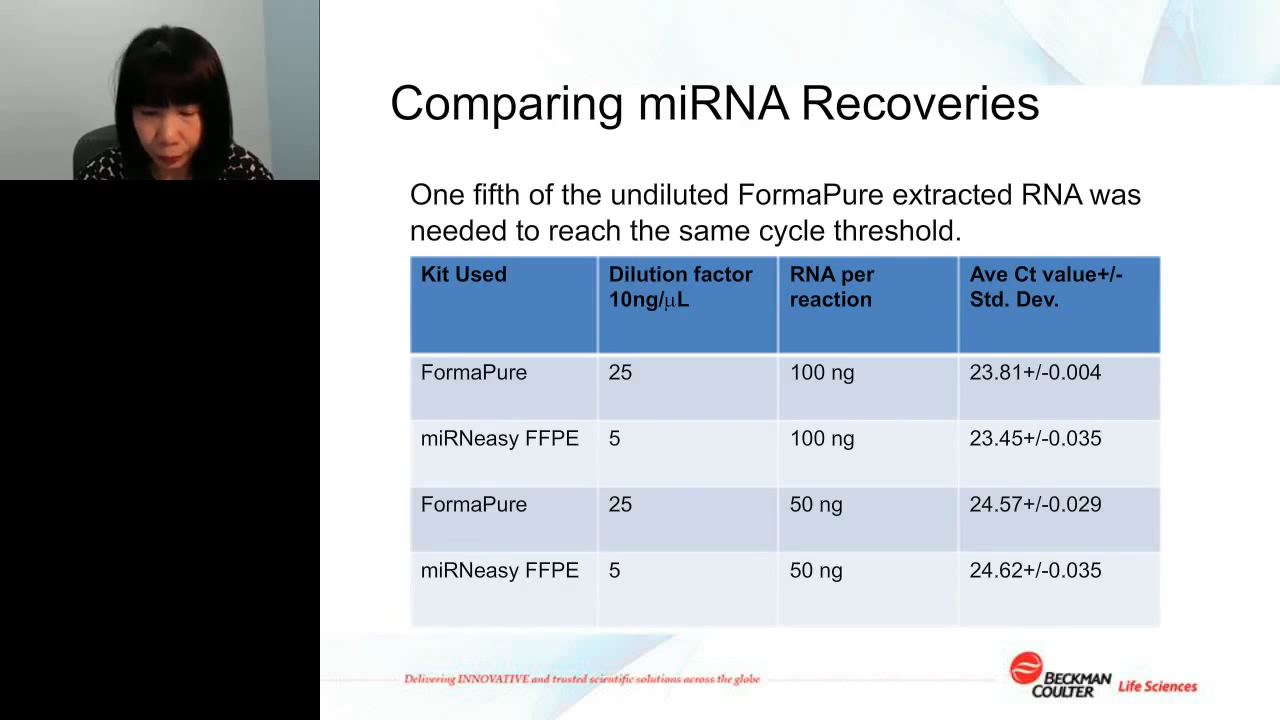 Comparing miRNA Recoveries
One fifth of the undiluted FormaPure extracted RNA was
needed to reach the same cycle threshold.
Kit Used Dilution factor 10ng/μL RNA per reaction Ave Ct value+/- Std. Dev.
FormaPure 25 100 ng 23.81+/-0.004
miRNeasy FFPE 5 100 ng 23.45+/-0.035
FormaPure 25 50 ng 24.57+/-0.029
miRNeasy FFPE 5 50 ng 24.62+/-0.035
Delivering INNOVATIVE and trusted scientific solutions across the globe
BECKMAN
COULTER Life Sciences